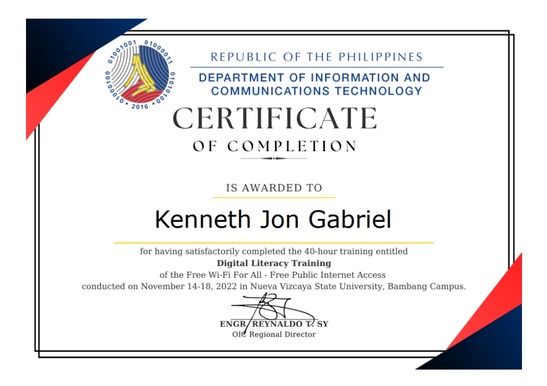 01001001 01000011 01010100 01000100
2016
REPUBLIC OF THE PHILIPPINES
DEPARTMENT OF INFORMATION AND
COMMUNICATIONS TECHNOLOGY
CERTIFICATE
OF COMPLETION
IS AWARDED TO
Kenneth Jon Gabriel
for having satisfactorily completed the 40-hour training entitled
Digital Literacy Training
of the Free Wi-Fi For All - Free Public Internet Access
conducted on November 14-18, 2022 in Nueva Vizcaya State University, Bambang Campus.
ENGR. REYNALDO T. SY
OIC Regional Director